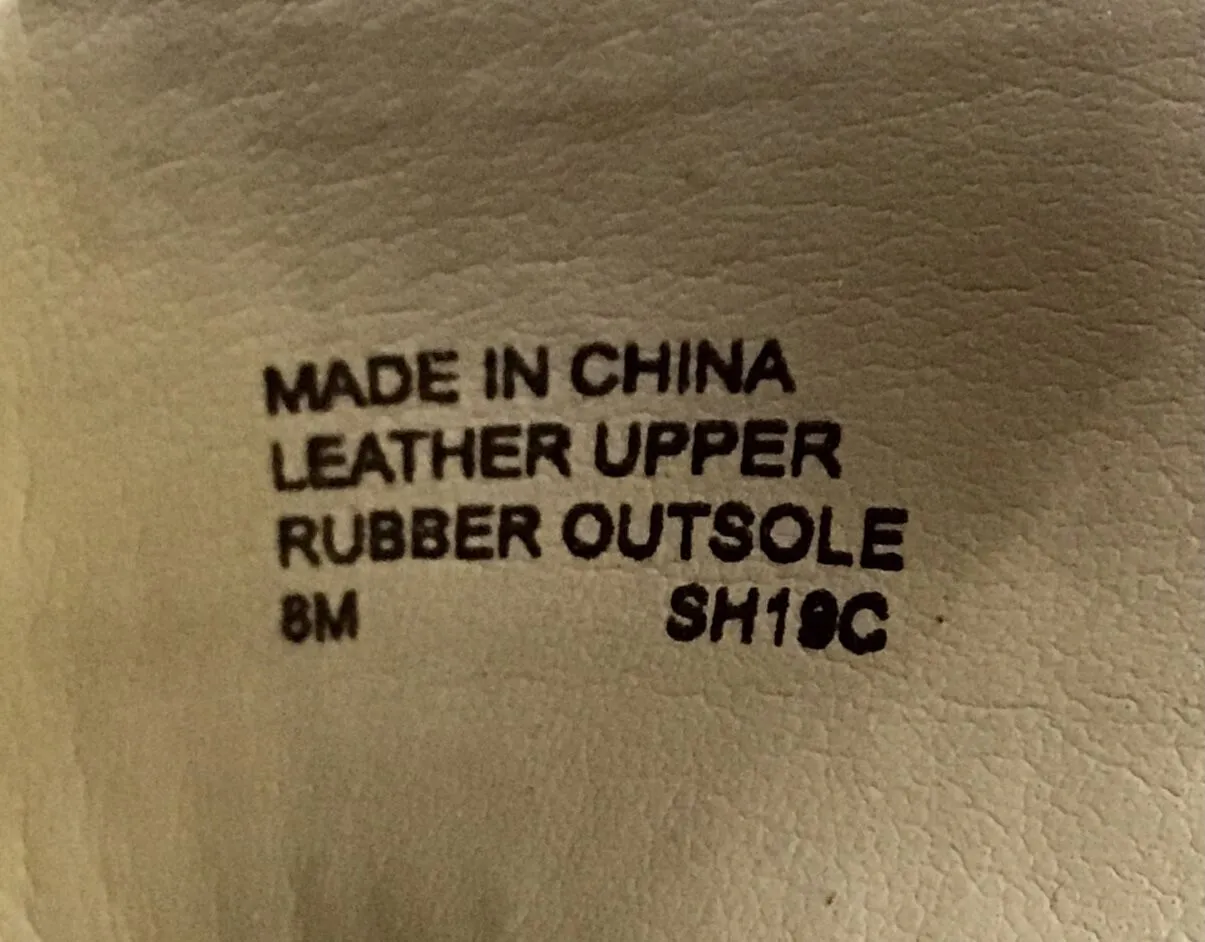 MADE IN CHINA
LEATHER UPPER
RUBBER OUTSOLE
8M SH19C